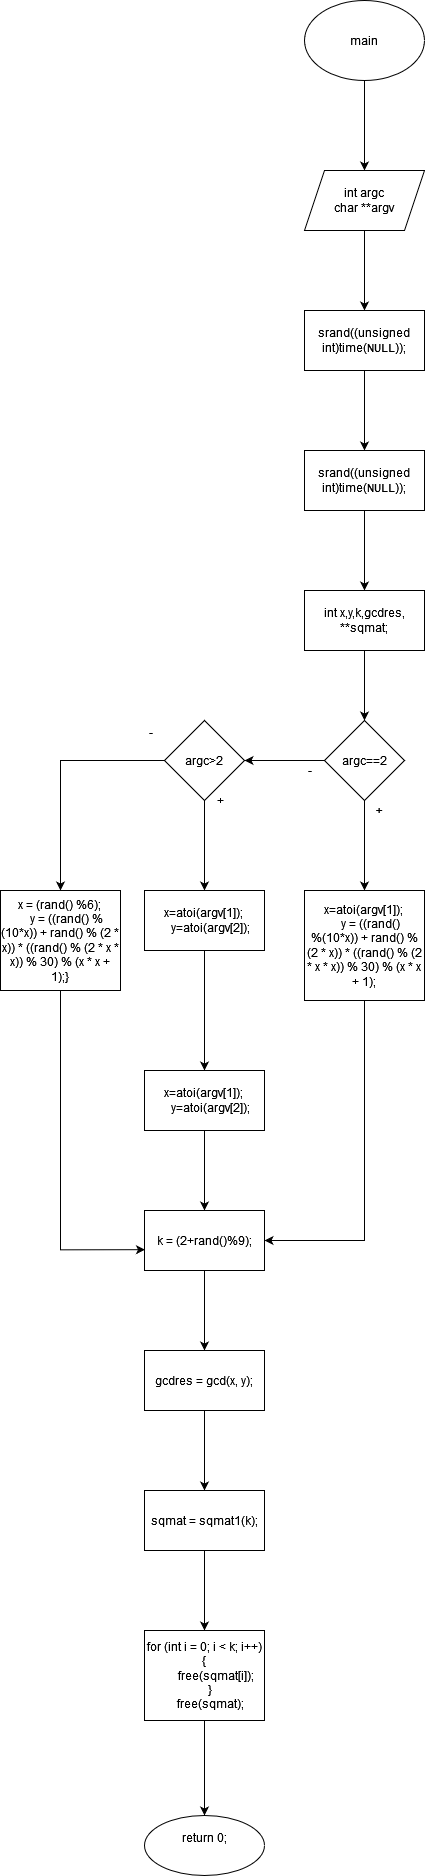 main
int argc
char **argv
srand((unsigned
int)time(NULL));
srand((unsigned
int)time(NULL));
int x,y,k,gcdres,
**sqmat;
-
argc>2
argc==2
-
+
+
x = (rand() %6);
y = ((rand() %
(10*x)) + rand() % (2 *
x)) * ((rand() % (2 * x *
x)) % 30) % (x * x +
1);}
x=atoi(argv[1]);
y=atoi(argv[2]);
x=atoi(argv[1]);
y = ((rand()
%(10*x)) + rand() %
(2 * x)) * ((rand() % (2
* x * x)) % 30) % (x * x
+ 1);
x=atoi(argv[1]);
y=atoi(argv[2]);
k = (2+rand()%9);
gcdres = gcd(x, y);
sqmat = sqmat1(k);
for (int i = 0; i < k; i++)
{
free(sqmat[i]);
}
free(sqmat);
return 0;